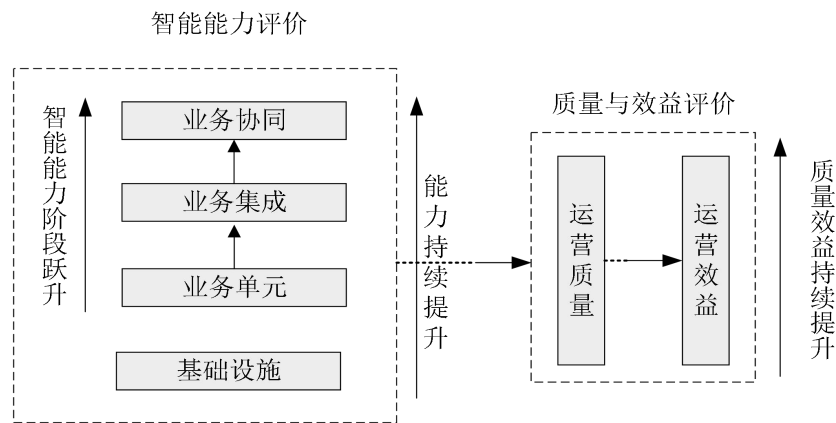 智能能力评价
智能能力阶段跃升
业务协同
业务集成
业务单元
基础设施
能力持续提升
质量与效益评价
运营质量
运营效益
质量效益持续提升